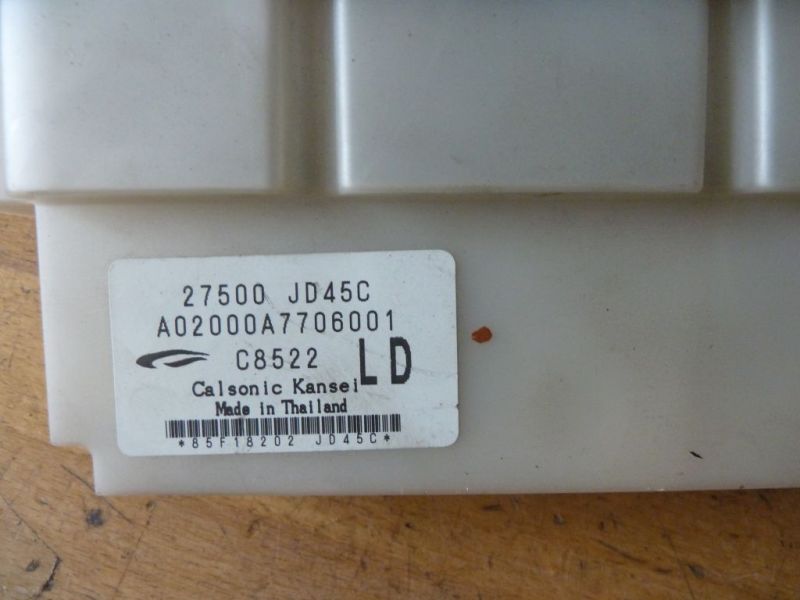 27500 JD45C
A02000A7706001
C8522 LD
Calsonic Kansei
Made in Thailand
*85F18202 JD45C*